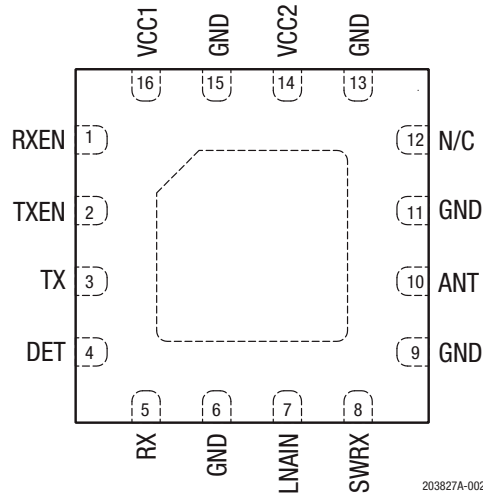 VCC1
GND
VCC2
GND
16
15
14
13
RXEN
1
12
N/C
TXEN
2
11
GND
TX
3
10
ANT
DET
4
9
GND
5
6
7
8
RX
GND
LNAIN
SWRX
203827A-002